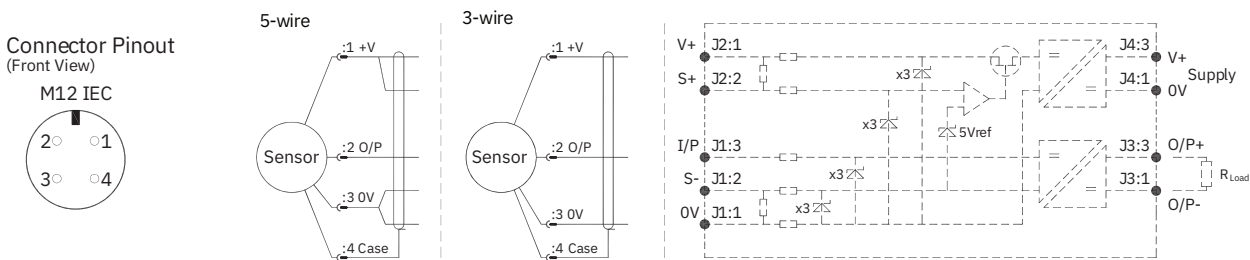 Connector Pinout
(Front View)
M12 IEC
2 1
3 4
5-wire
:1 +V
Sensor
:2 O/P
:3 0V
:4 Case
3-wire
:1 +V
Sensor
:2 O/P
:3 0V
:4 Case
V+ J2:1
S+ J2:2
I/P J1:3
S- J1:2
0V J1:1
x3
x3
5Vref
x3
x3
=
=
=
=
J4:3 V+
Supply
J4:1 0V
J3:3 O/P+
RLoad
J3:1 O/P-